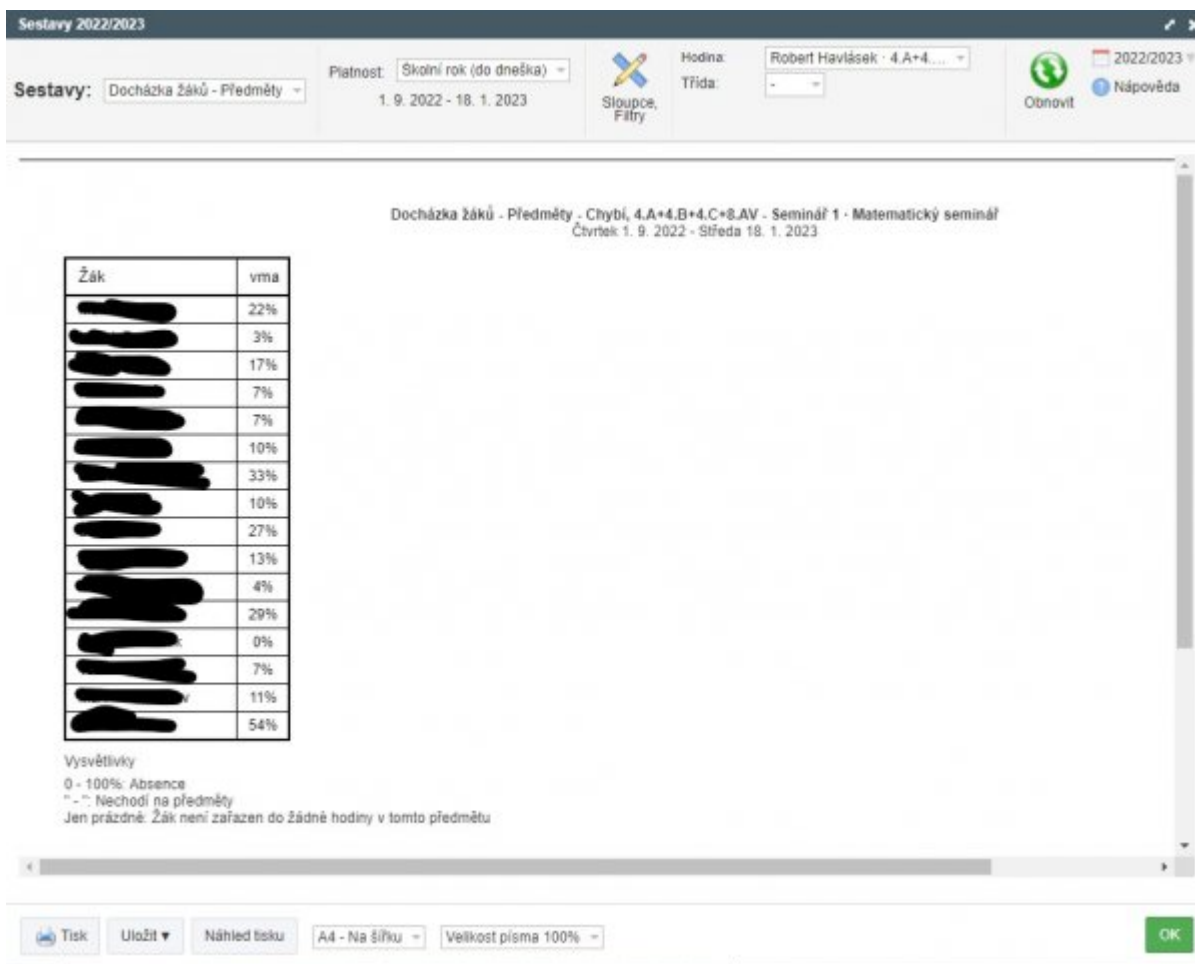 Sestavy 2022/2023
Sestavy: Docházka žáků - Předměty
Platnost: Školní rok (do dneška)
1. 9. 2022 - 18. 1. 2023
Sloupce,
Filtry
Hodina: Robert Havlásek · 4.A+4....
Třída: -
Obnovit
2022/2023
Nápověda
Docházka žáků - Předměty - Chybí, 4.A+4.B+4.C+8.AV - Seminář 1 · Matematický seminář
Čtvrtek 1. 9. 2022 - Středa 18. 1. 2023
Žák vma
22%
3%
17%
7%
7%
10%
33%
10%
27%
13%
4%
29%
0%
7%
11%
54%
Vysvětlivky
0 - 100%: Absence
" - ": Nechodí na předměty
Jen prázdné: Žák není zařazen do žádné hodiny v tomto předmětu
Tisk Uložit Náhled tisku A4 - Na šířku Velikost písma 100% OK